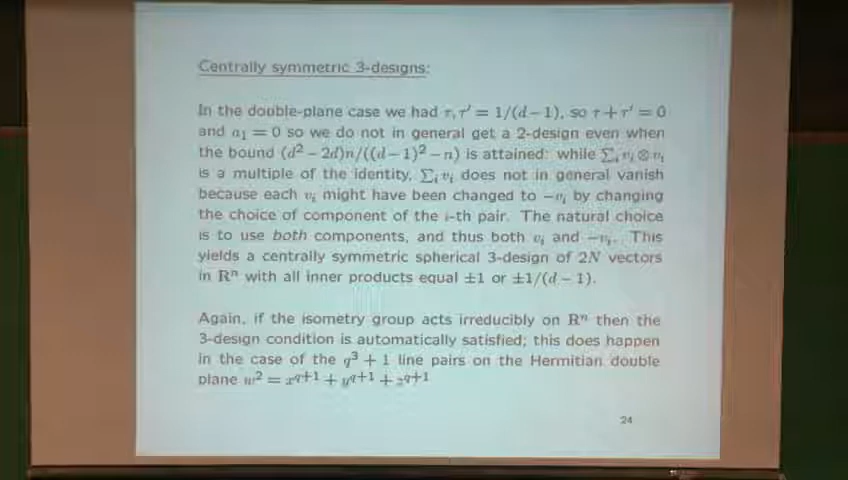 Centrally symmetric 3-designs:
In the double-plane case we had τ, τ′ = 1/(d−1), so τ+τ′ = 0
and a₁ = 0 so we do not in general get a 2-design even when
the bound (d² − 2d)n/((d−1)² − n) is attained: while ∑ᵢ vᵢ ⊗ vᵢ
is a multiple of the identity, ∑ᵢ vᵢ does not in general vanish
because each vᵢ might have been changed to −vᵢ by changing
the choice of component of the i-th pair. The natural choice
is to use both components, and thus both vᵢ and −vᵢ. This
yields a centrally symmetric spherical 3-design of 2N vectors
in Rⁿ with all inner products equal ±1 or ±1/(d − 1).
Again, if the isometry group acts irreducibly on Rⁿ then the
3-design condition is automatically satisfied; this does happen
in the case of the q³ + 1 line pairs on the Hermitian double
plane w² = x^{q+1} + y^{q+1} + z^{q+1}
24